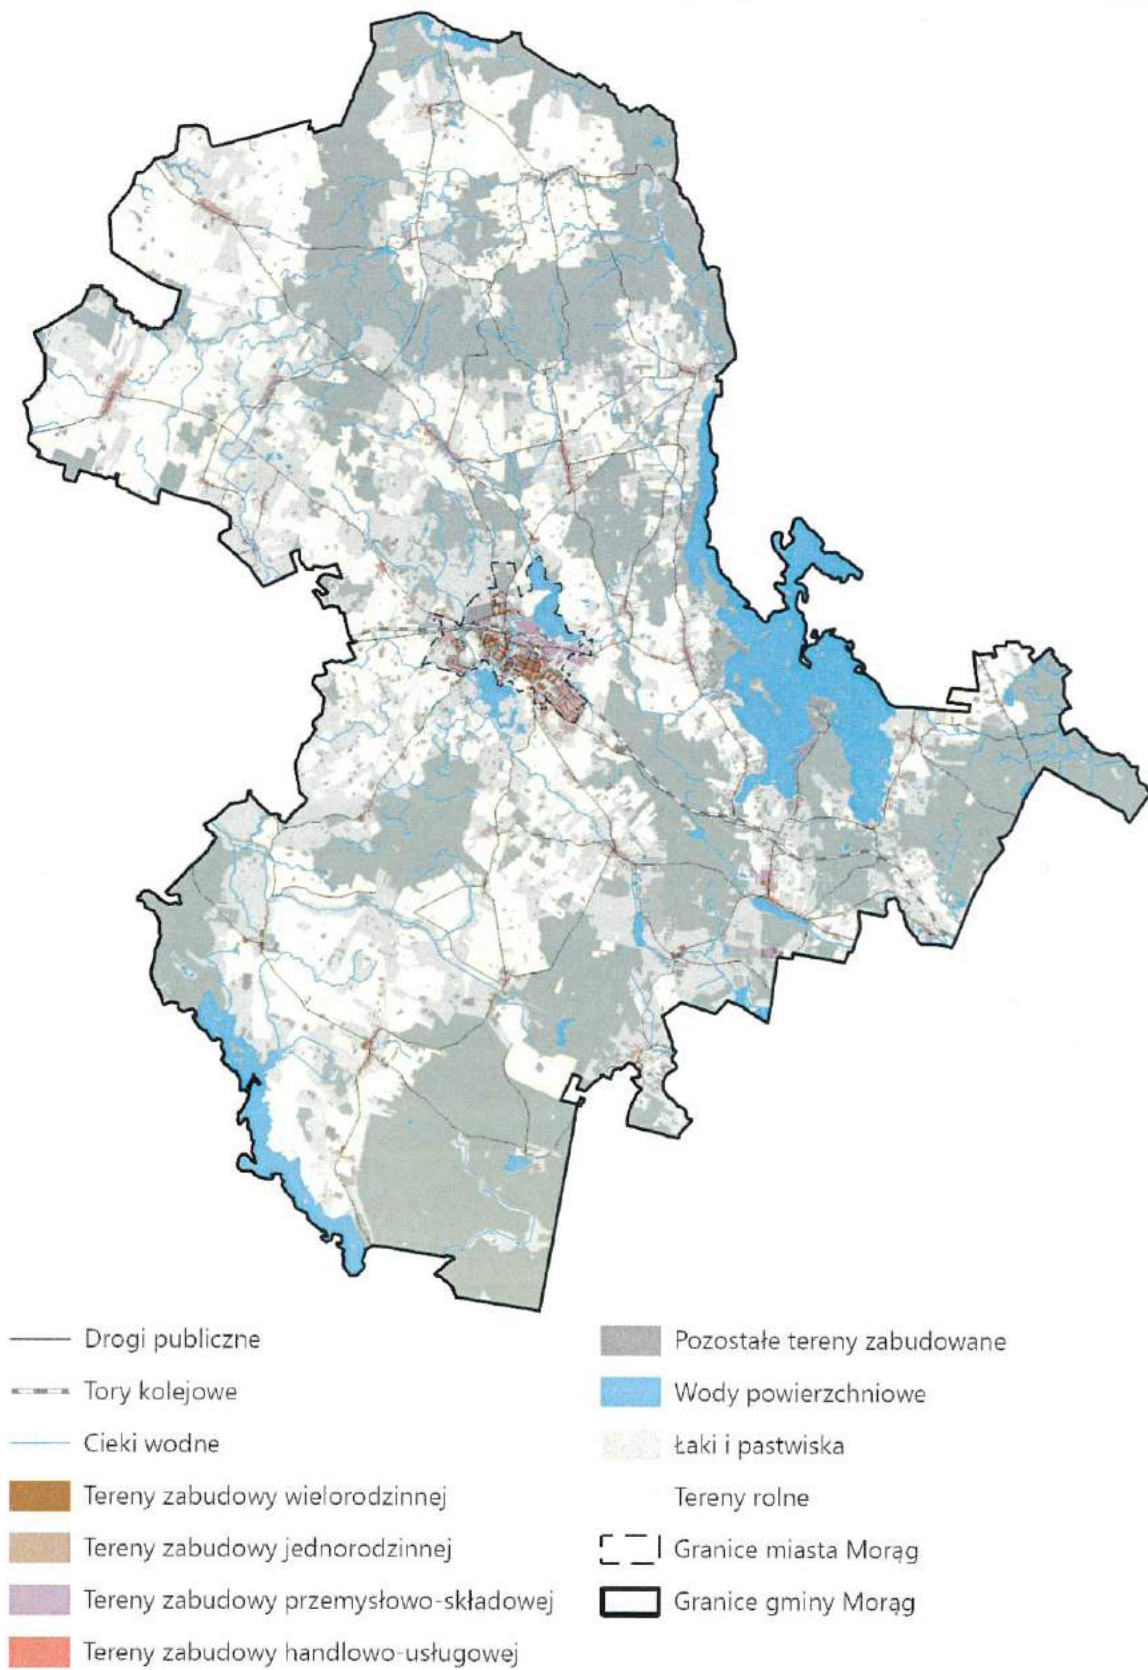 Drogi publiczne
Tory kolejowe
Cieki wodne
Tereny zabudowy wielorodzinnej
Tereny zabudowy jednorodzinnej
Tereny zabudowy przemysłowo-składowej
Tereny zabudowy handlowo-usługowej
Pozostałe tereny zabudowane
Wody powierzchniowe
Łaki i pastwiska
Tereny rolne
Granice miasta Morąg
Granice gminy Morąg